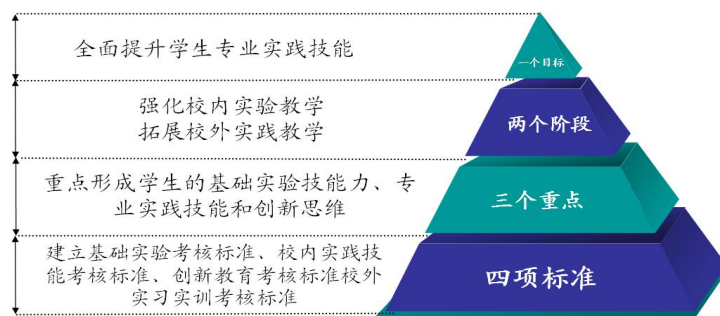 全面提升学生专业实践技能
一个目标
强化校内实验教学
拓展校外实践教学
两个阶段
重点形成学生的基础实验技能力、专
业实践技能和创新思维
三个重点
建立基础实验考核标准、校内实践技
能考核标准、创新教育考核标准校外
实习实训考核标准
四项标准